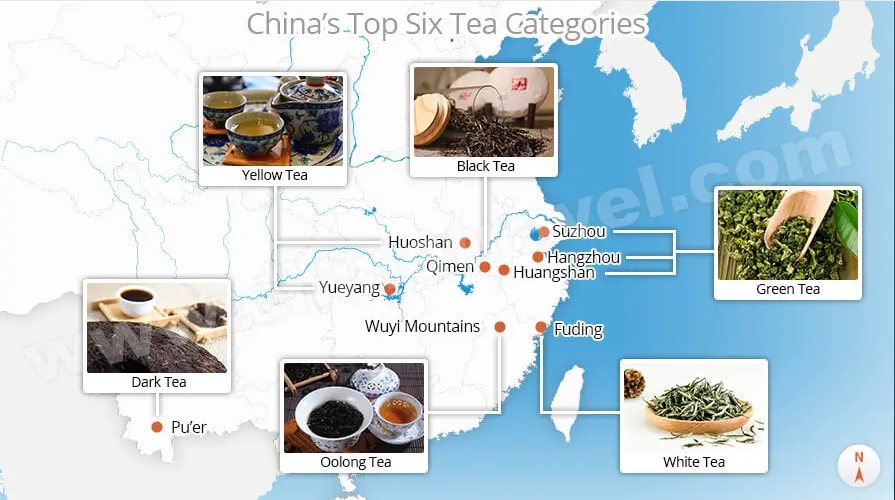 China's Top Six Tea Categories
Yellow Tea
Black Tea
Suzhou
Huoshan
Hangzhou
Qimen
Huangshan
Green Tea
Yueyang
Wuyi Mountains
Fuding
Dark Tea
Pu'er
Oolong Tea
White Tea
N